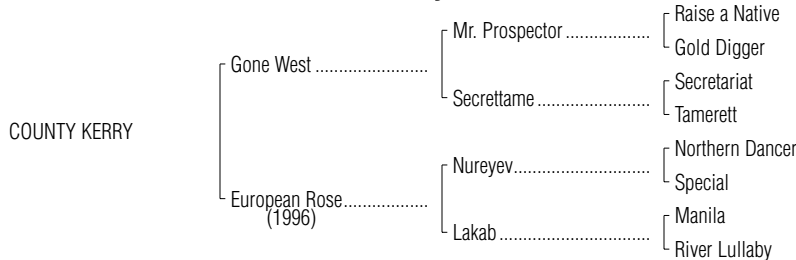 Raise a Native
Mr. Prospector ..................
Gold Digger
Gone West ........................
Secretariat
Secrettame ........................
Tamerett
COUNTY KERRY
Northern Dancer
Nureyev.............................
Special
European Rose..................
(1996)
Manila
Lakab ................................
River Lullaby